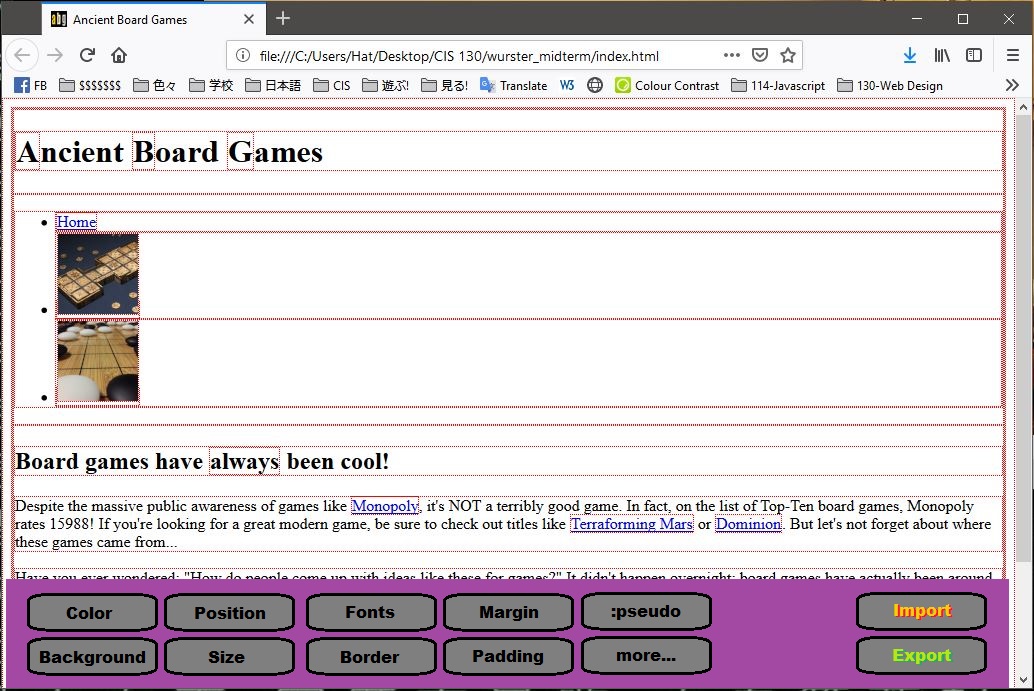 abg Ancient Board Games
file:///C:/Users/Hat/Desktop/CIS 130/wurster_midterm/index.html
FB $$$$$$$ 色々 学校 日本語 CIS 遊ぶ! 見る! Translate W3 Colour Contrast 114-Javascript 130-Web Design
Ancient Board Games
Home
Board games have always been cool!
Despite the massive public awareness of games like Monopoly, it's NOT a terribly good game. In fact, on the list of Top-Ten board games, Monopoly
rates 15988! If you're looking for a great modern game, be sure to check out titles like Terraforming Mars or Dominion. But let's not forget about where
these games came from...
Have you ever wondered: "How do people come up with ideas like these for games?" It didn't happen overnight; board games have actually been around
Color Position Fonts Margin :pseudo Import
Background Size Border Padding more... Export